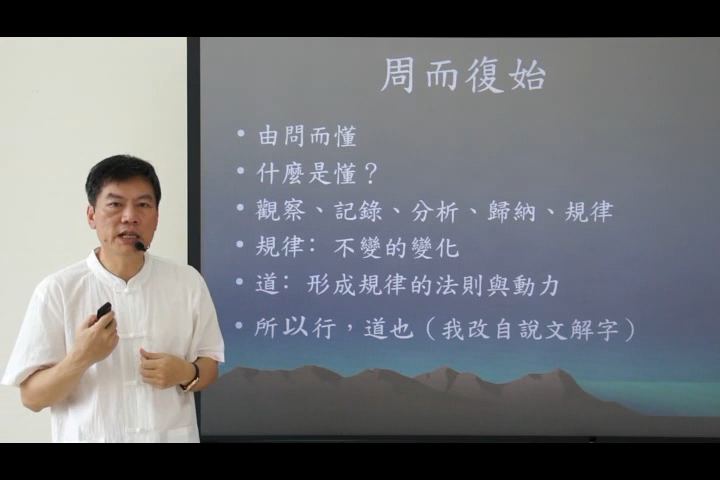 周而復始
• 由問而懂
• 什麼是懂？
• 觀察、記錄、分析、歸納、規律
• 規律: 不變的變化
• 道: 形成規律的法則與動力
• 所以行，道也（我改自說文解字）